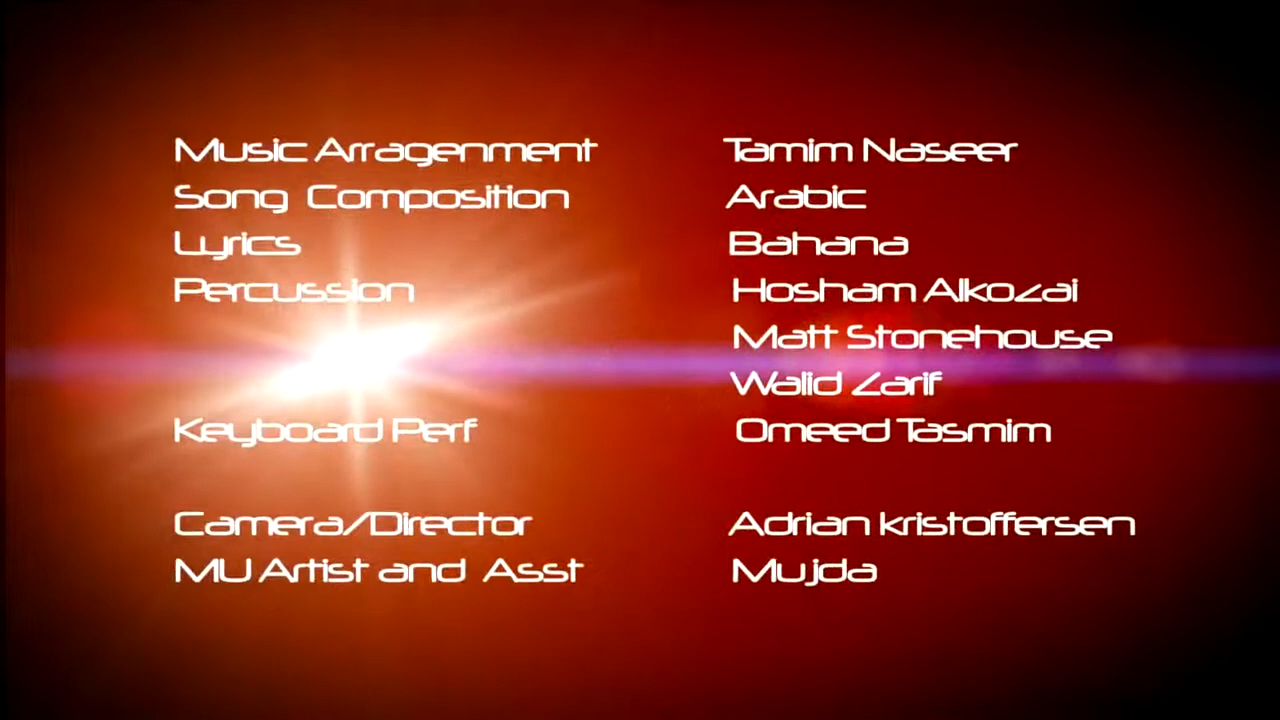 Music Arragenment Tamim Naseer
Song Composition Arabic
Lyrics Bahana
Percussion Hosham Alkozai
Matt Stonehouse
Walid Zarif
Keyboard Perf Omeed Tasmim
Camera/Director Adrian kristoffersen
MU Artist and Asst Mujda